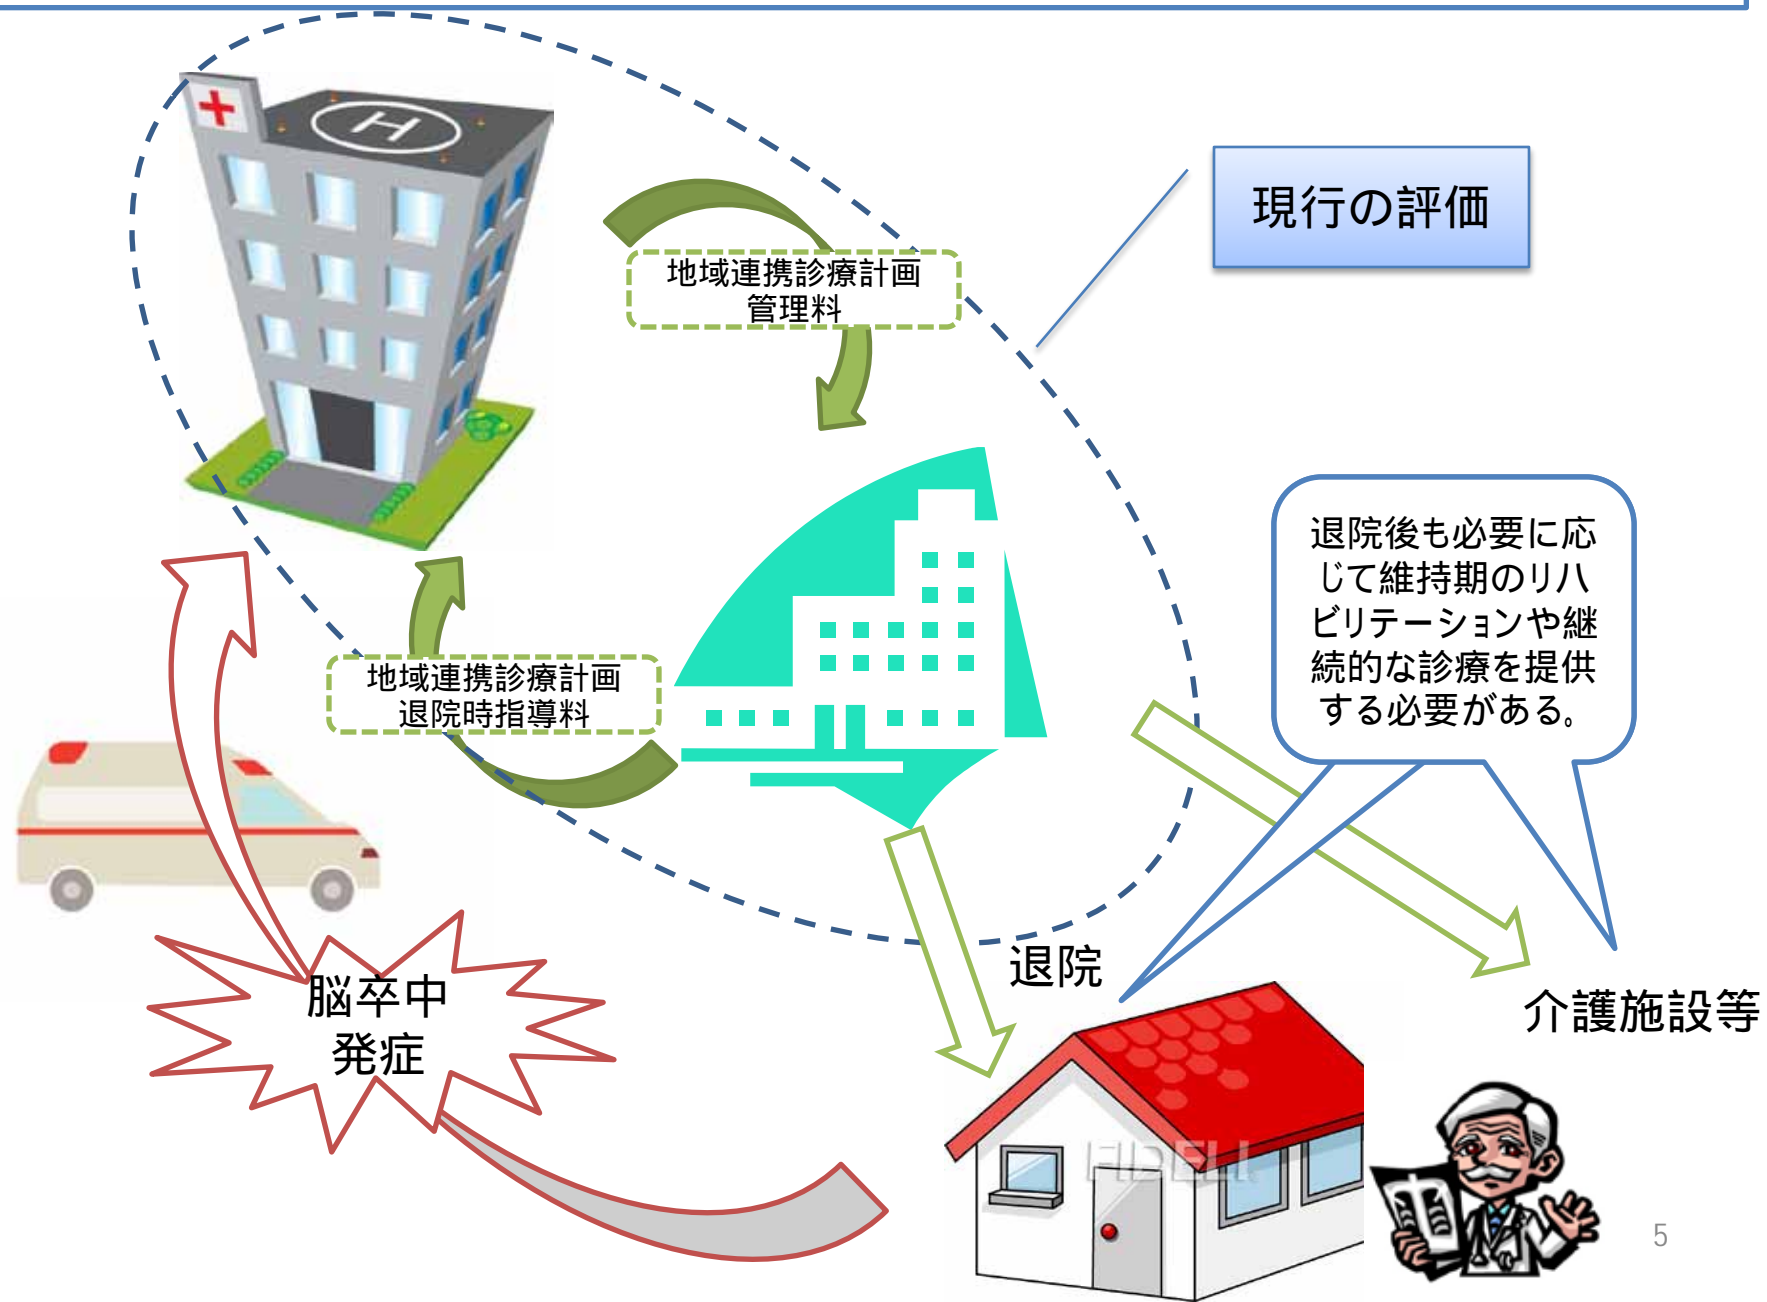 現行の評価
地域連携診療計画
管理料
退院後も必要に応
じて維持期のリハ
ビリテーションや継
続的な診療を提供
する必要がある。
地域連携診療計画
退院時指導料
退院
脳卒中
発症
介護施設等
H
FIDELI
5